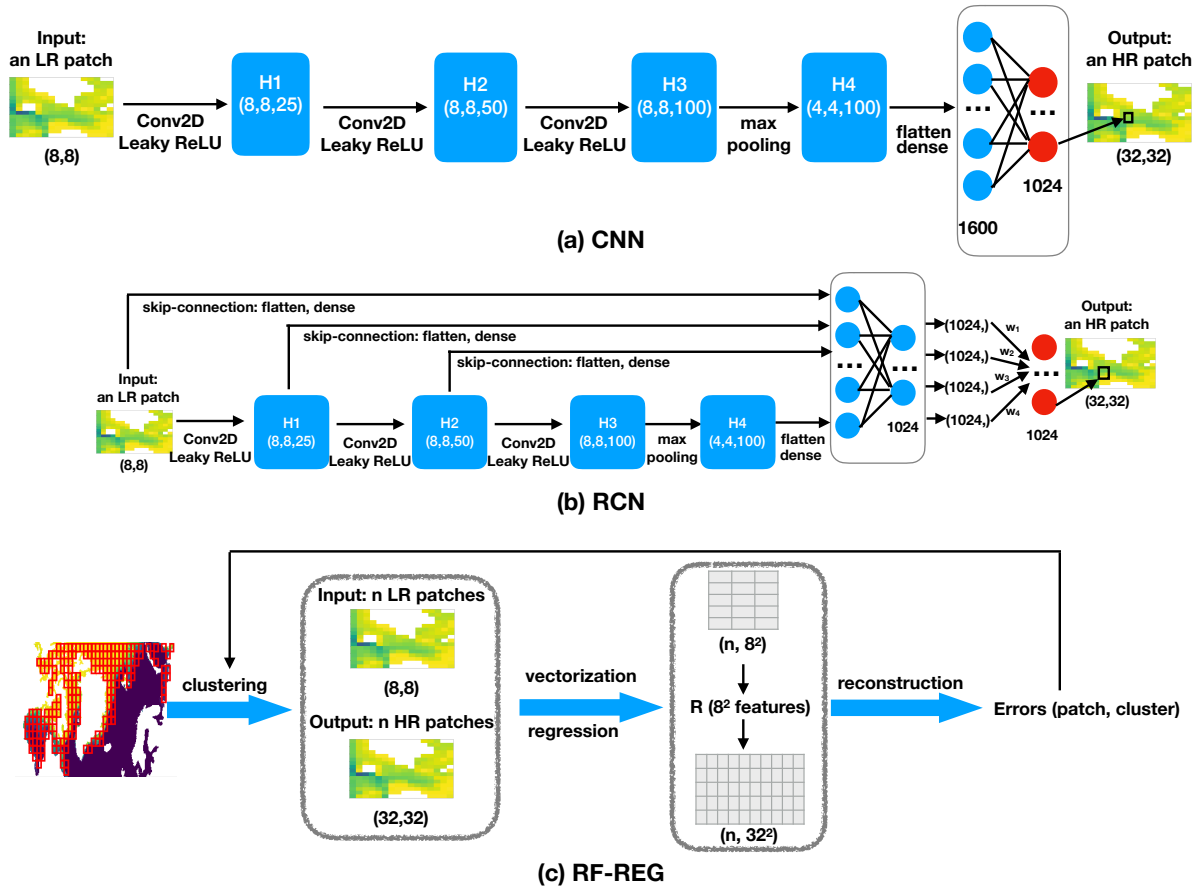 Input:
an LR patch
(8,8)
Conv2D
Leaky ReLU
H1
(8,8,25)
Conv2D
Leaky ReLU
H2
(8,8,50)
Conv2D
Leaky ReLU
H3
(8,8,100)
max
pooling
H4
(4,4,100)
flatten
dense
...
...
1600
1024
Output:
an HR patch
(32,32)
(a) CNN
skip-connection: flatten, dense
skip-connection: flatten, dense
skip-connection: flatten, dense
Input:
an LR patch
(8,8)
Conv2D
Leaky ReLU
H1
(8,8,25)
Conv2D
Leaky ReLU
H2
(8,8,50)
Conv2D
Leaky ReLU
H3
(8,8,100)
max
pooling
H4
(4,4,100)
flatten
dense
...
...
1024
(1024,)
(1024,)
(1024,)
(1024,)
w₁
w₂
w₃
w₄
...
1024
Output:
an HR patch
(32,32)
(b) RCN
clustering
Input: n LR patches
(8,8)
Output: n HR patches
(32,32)
vectorization
regression
(n, 8²)
R (8² features)
(n, 32²)
reconstruction
Errors (patch, cluster)
(c) RF-REG